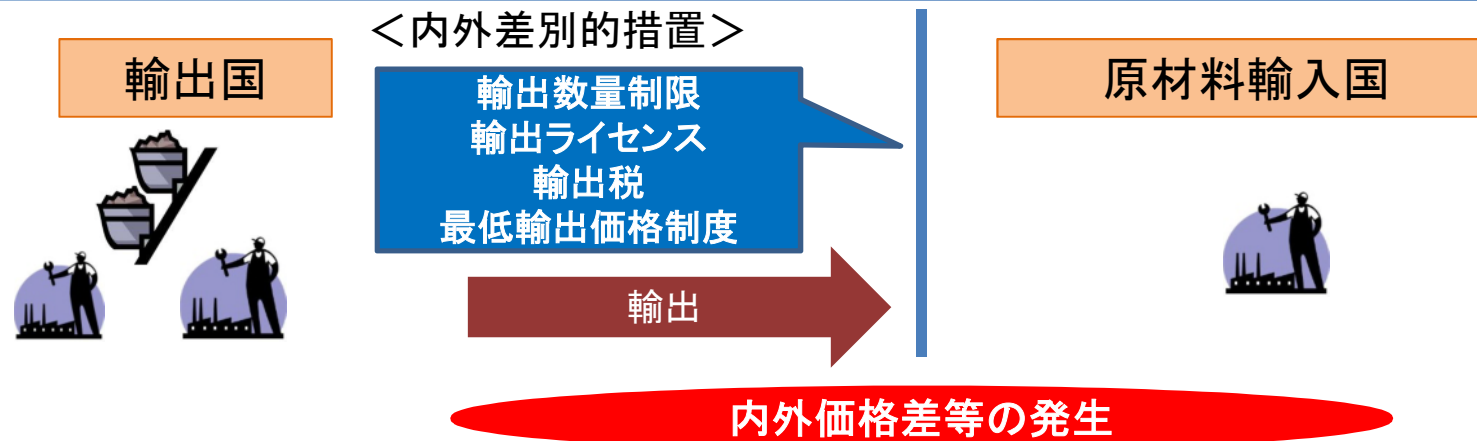 ＜内外差別的措置＞
輸出国
輸出数量制限
輸出ライセンス
輸出税
最低輸出価格制度
原材料輸入国
輸出
内外価格差等の発生